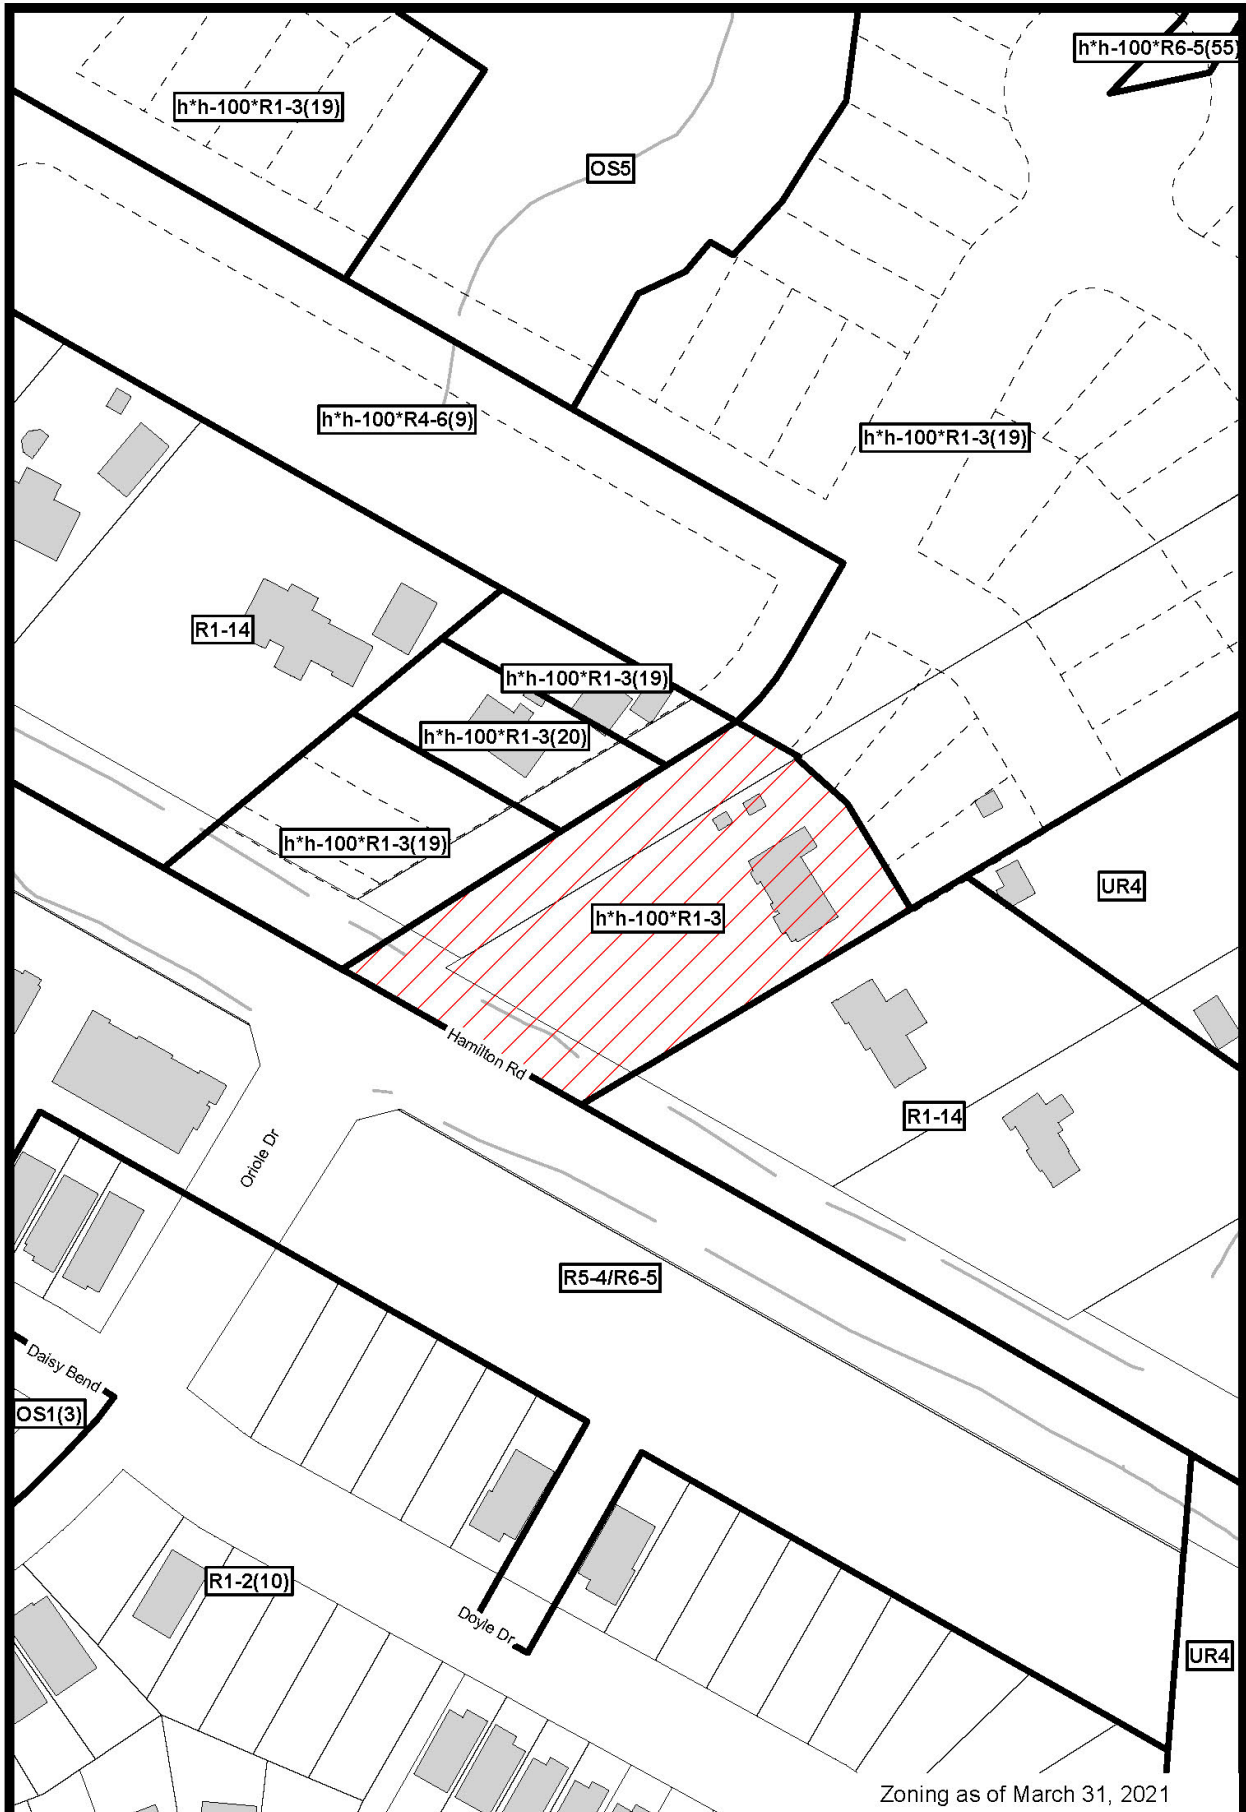 h*h-100*R6-5(55)
h*h-100*R1-3(19)
OS5
h*h-100*R4-6(9)
h*h-100*R1-3(19)
R1-14
h*h-100*R1-3(19)
h*h-100*R1-3(20)
h*h-100*R1-3(19)
UR4
h*h-100*R1-3
Hamilton Rd
R1-14
Oriole Dr
R5-4/R6-5
Daisy Bend
OS1(3)
R1-2(10)
Doyle Dr
UR4
Zoning as of March 31, 2021